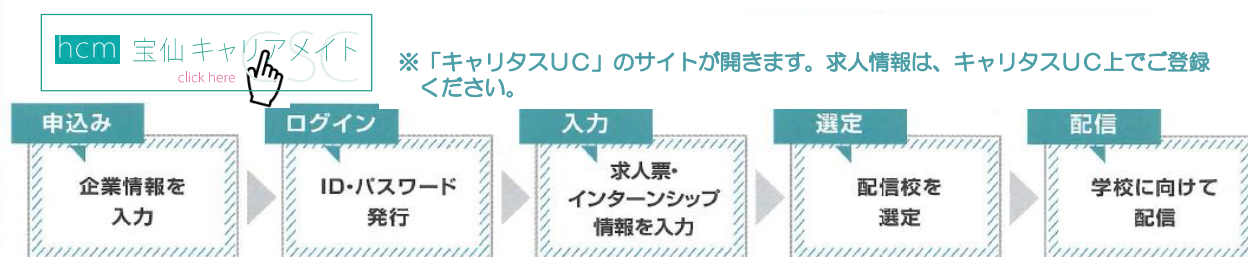 hcm 宝仙キャリアメイト
CSC
click here
※「キャリタスUC」のサイトが開きます。求人情報は、キャリタスUC上でご登録
ください。
申込み
企業情報を
入力
ログイン
ID・パスワード
発行
入力
求人票・
インターンシップ
情報を入力
選定
配信校を
選定
配信
学校に向けて
配信